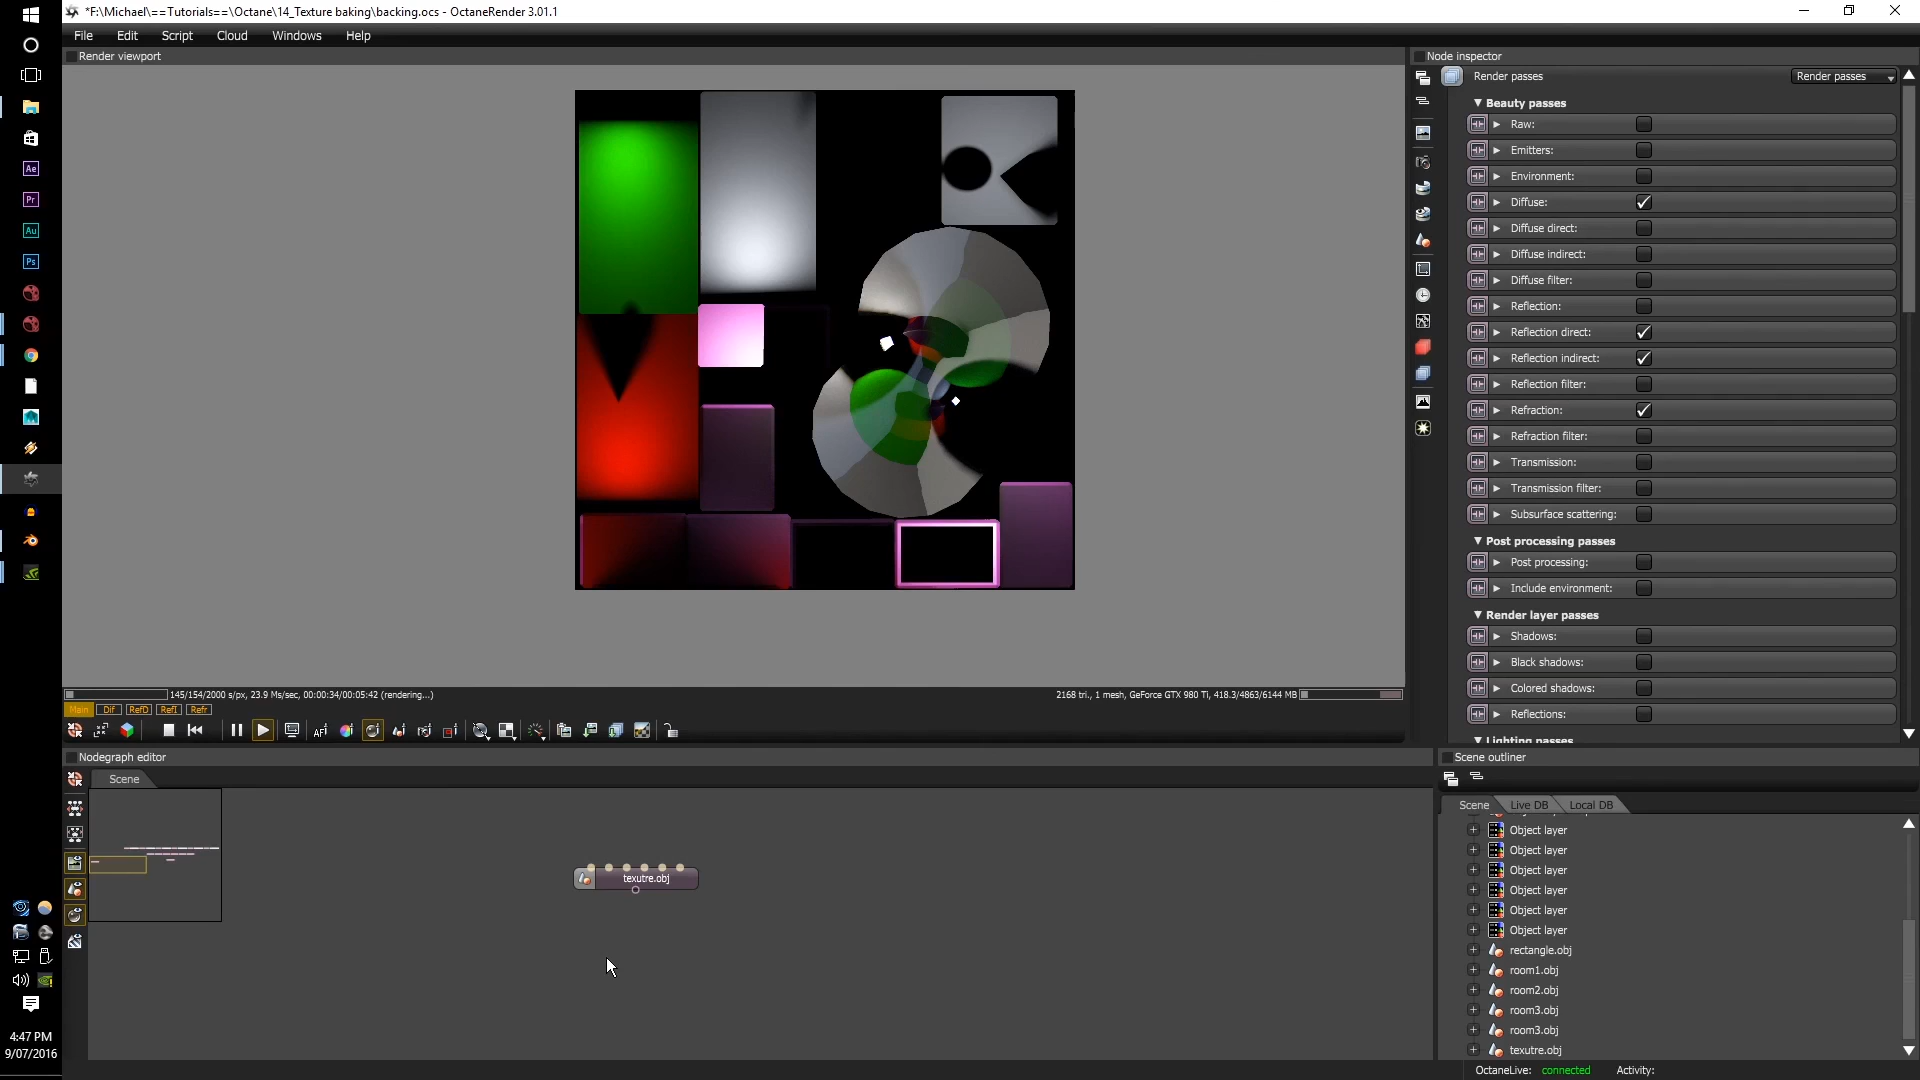 *F:\Michael\==Tutorials==\Octane\14_Texture baking\backing.ocs - OctaneRender 3.01.1
File Edit Script Cloud Windows Help
Render viewport
Node inspector
Render passes Render passes
Beauty passes
Raw:
Emitters:
Environment:
Diffuse:
Diffuse direct:
Diffuse indirect:
Diffuse filter:
Reflection:
Reflection direct:
Reflection indirect:
Reflection filter:
Refraction:
Refraction filter:
Transmission:
Transmission filter:
Subsurface scattering:
Post processing passes
Post processing:
Include environment:
Render layer passes
Shadows:
Black shadows:
Colored shadows:
Reflections:
Lighting passes
Ae
Pr
Au
Ps
145/154/2000 s/px, 23.9 Ms/sec, 00:00:34/00:05:42 (rendering...)
2168 tri., 1 mesh, GeForce GTX 980 Ti, 418.3/4863/6144 MB
Main Dif RefD RefI Refr
Nodegraph editor
Scene
texutre.obj
Scene outliner
Scene Live DB Local DB
Object layer
Object layer
Object layer
Object layer
Object layer
Object layer
rectangle.obj
room1.obj
room2.obj
room3.obj
room3.obj
texutre.obj
4:47 PM
9/07/2016
OctaneLive: connected Activity: